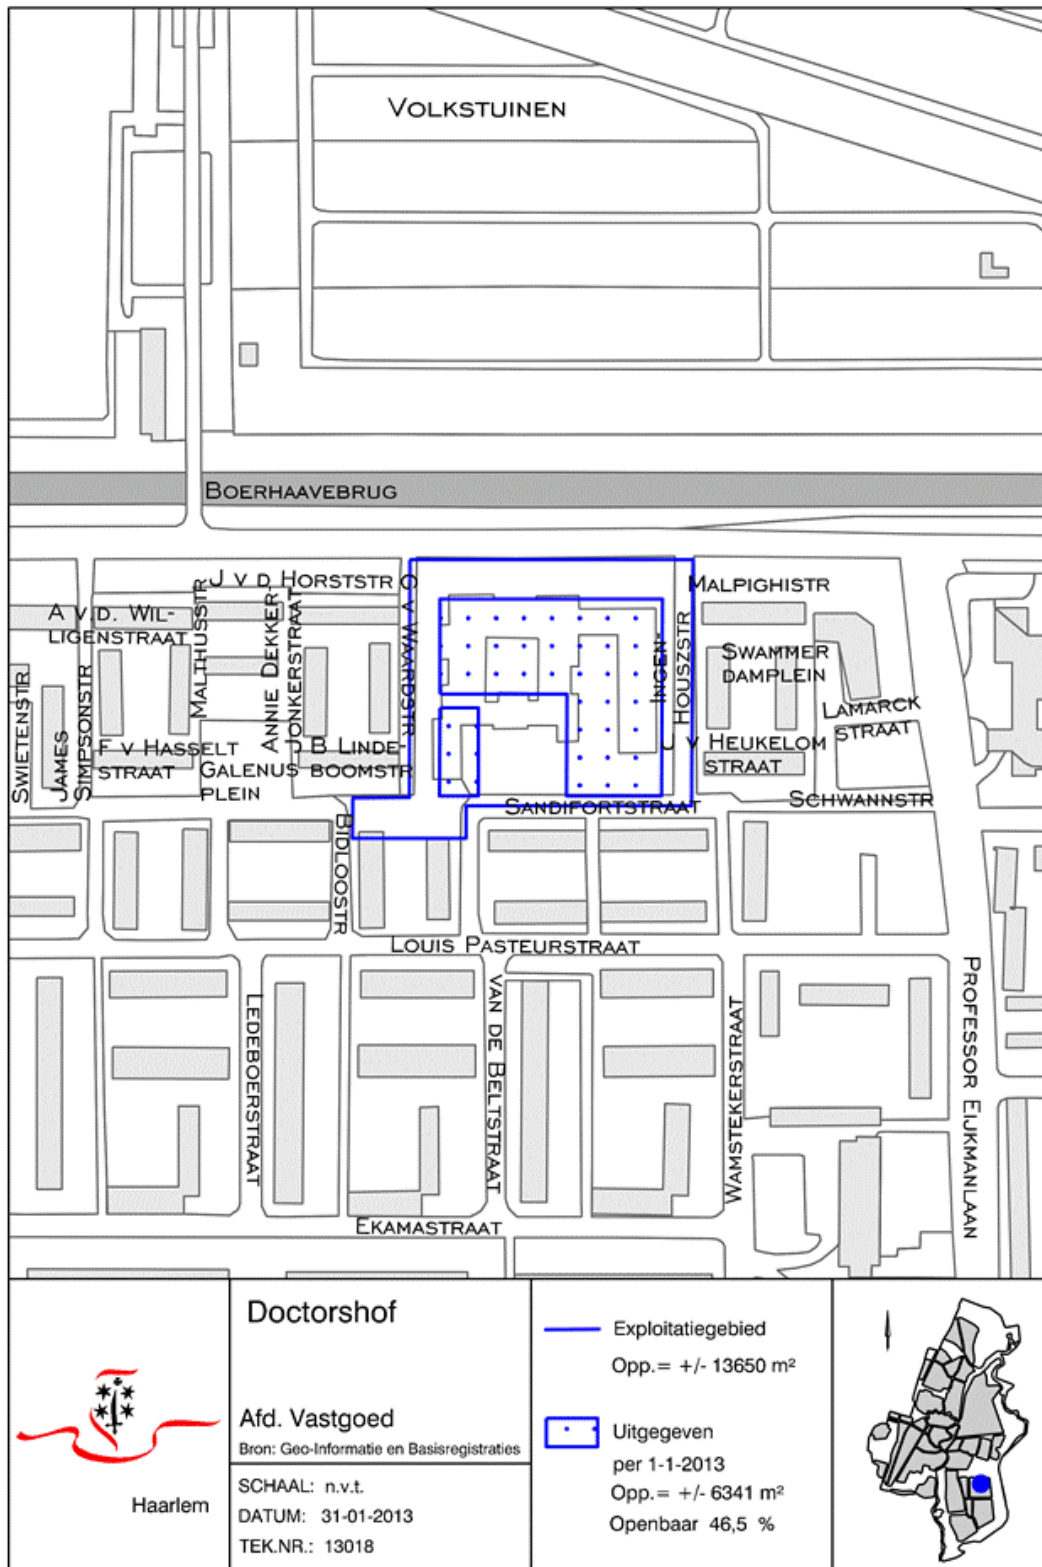 VOLKSTUINEN
BOERHAAVEBRUG
J V D HORSTSTR
G V WAARDSTR
MALPIGHISTR
A V.D. WIL-
LIGENSTRAAT
MALTHUSSTR
ANNIE DEKKER-
JONKERSTRAAT
INGEN-
HOUSZSTR
SWAMMER
DAMPLEIN
LAMARCK
STRAAT
SWIETENSTR
JAMES
SIMPSONSTR
F V HASSELT
STRAAT
GALENUS
PLEIN
J B LINDE-
BOOMSTR
J V HEUKELOM
STRAAT
SANDIFORTSTRAAT
SCHWANNSTR
BIDLOOSTR
LOUIS PASTEURSTRAAT
LEDEBOERSTRAAT
VAN DE BELTSTRAAT
WAMSTEKERSTRAAT
PROFESSOR EIJKMANLAAN
EKAMASTRAAT
Haarlem
Doctorshof
Afd. Vastgoed
Bron: Geo-Informatie en Basisregistraties
SCHAAL: n.v.t.
DATUM: 31-01-2013
TEK.NR.: 13018
Exploitatiegebied
Opp.= +/- 13650 m²
Uitgegeven
per 1-1-2013
Opp.= +/- 6341 m²
Openbaar 46,5 %